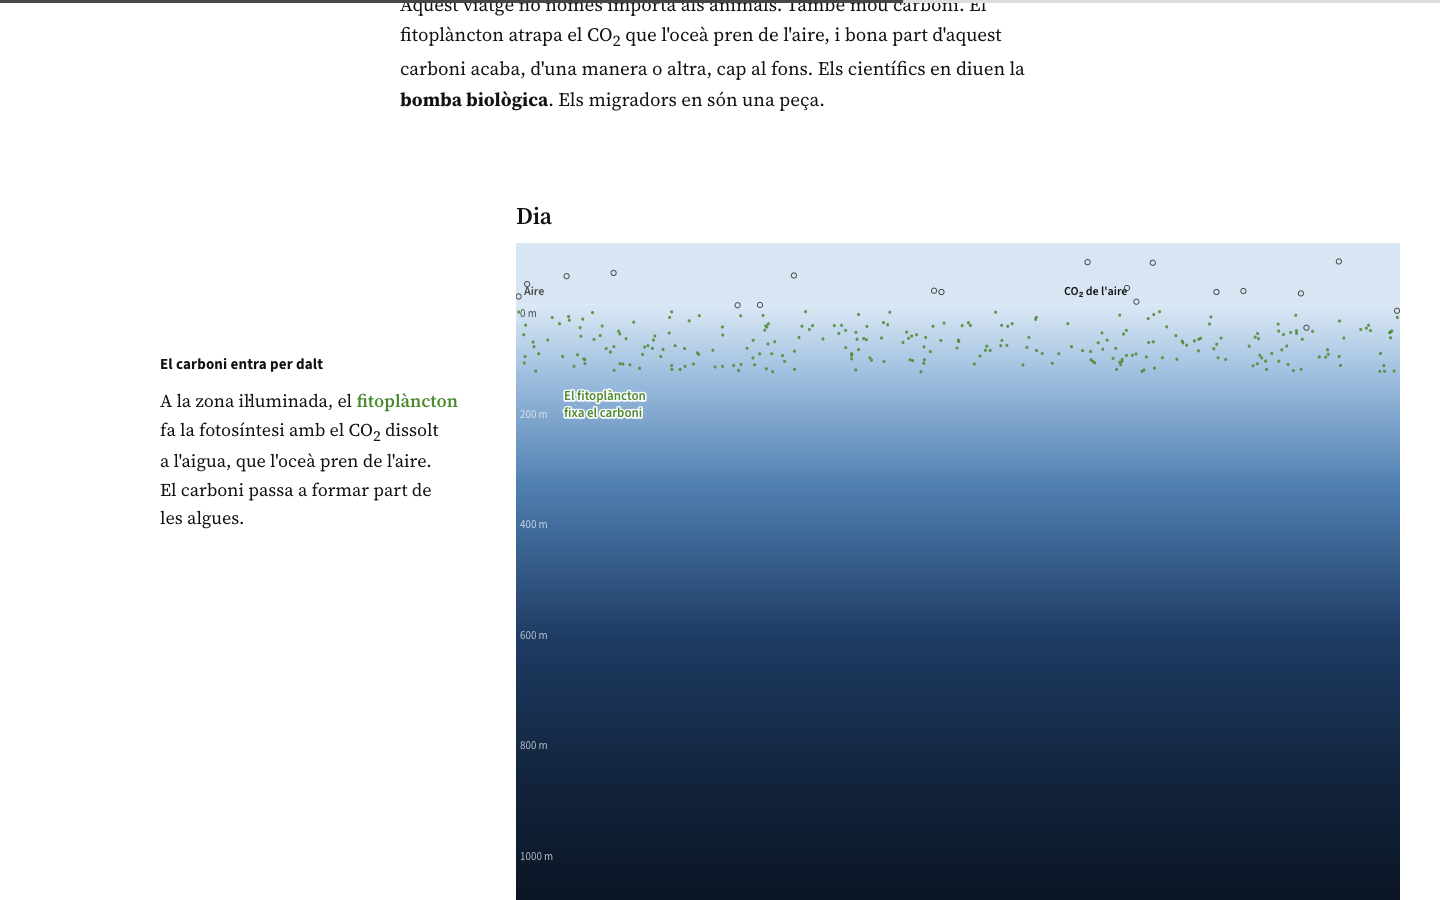 Aquest viatge no només importa als animals. També mou carboni. El
fitoplàncton atrapa el CO₂ que l'oceà pren de l'aire, i bona part d'aquest
carboni acaba, d'una manera o altra, cap al fons. Els científics en diuen la
bomba biològica. Els migradors en són una peça.
Dia
Aire
CO₂ de l'aire
0 m
El carboni entra per dalt
A la zona il·luminada, el fitoplàncton
fa la fotosíntesi amb el CO₂ dissolt
a l'aigua, que l'oceà pren de l'aire.
El carboni passa a formar part de
les algues.
El fitoplàncton
fixa el carboni
200 m
400 m
600 m
800 m
1000 m